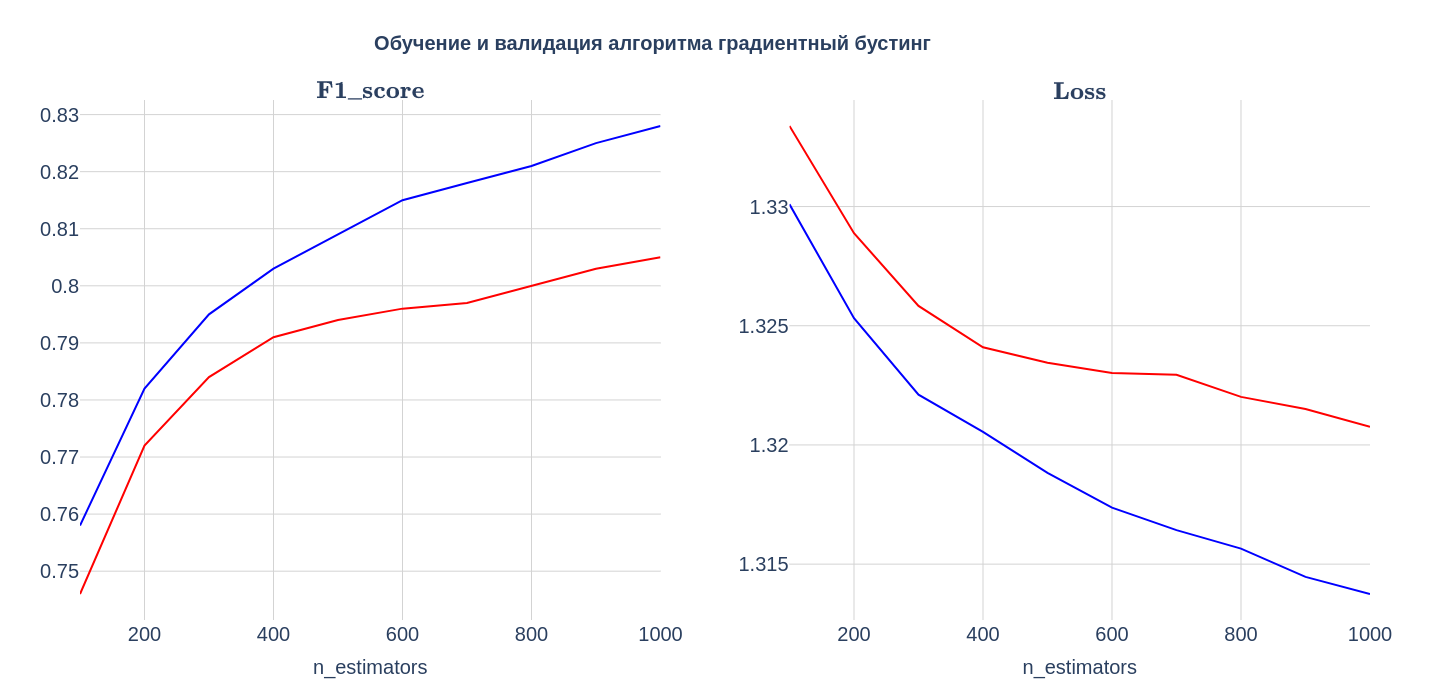 Обучение и валидация алгоритма градиентный бустинг
F1_score
0.83
0.82
0.81
0.8
0.79
0.78
0.77
0.76
0.75
200 400 600 800 1000
n_estimators
Loss
1.33
1.325
1.32
1.315
200 400 600 800 1000
n_estimators